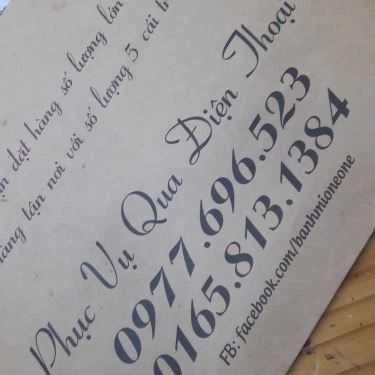 đặt hàng số lượng lớn
tận nơi với số lượng 5 cái
Phục Vụ Qua Điện Thoại
0977.696.523
0165.813.1384
FB: facebook.com/banhmioneone